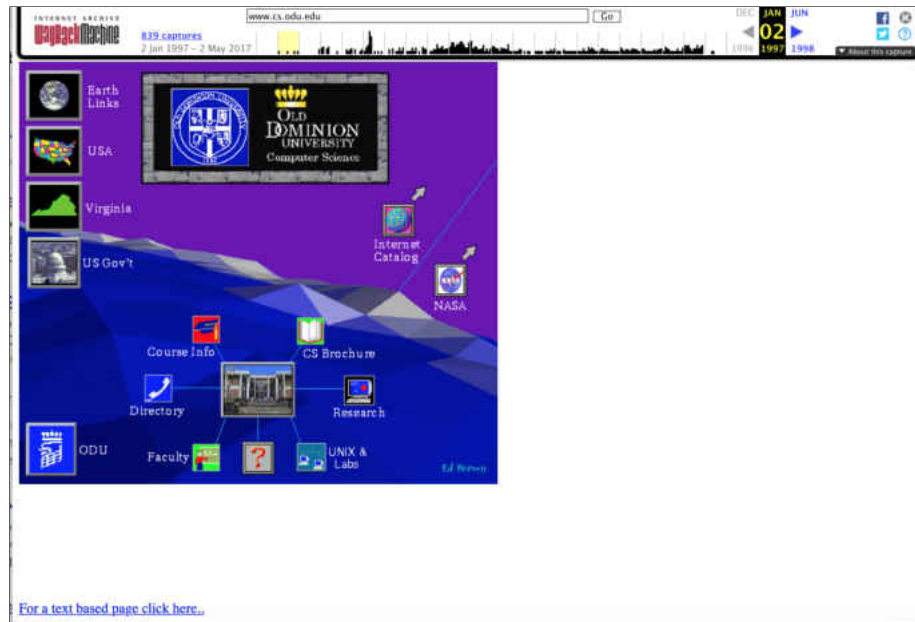 INTERNET ARCHIVE
WayBackMachine
www.cs.odu.edu
Go
839 captures
2 Jan 1997 – 2 May 2017
DEC JAN JUN
02
1996 1997 1998
About this capture
Earth
Links
USA
Virginia
US Gov't
OLD
DOMINION
UNIVERSITY
Computer Science
Internet
Catalog
NASA
Course Info
CS Brochure
Directory
Research
ODU
Faculty
?
UNIX &
Labs
Ed Brown
For a text based page click here..